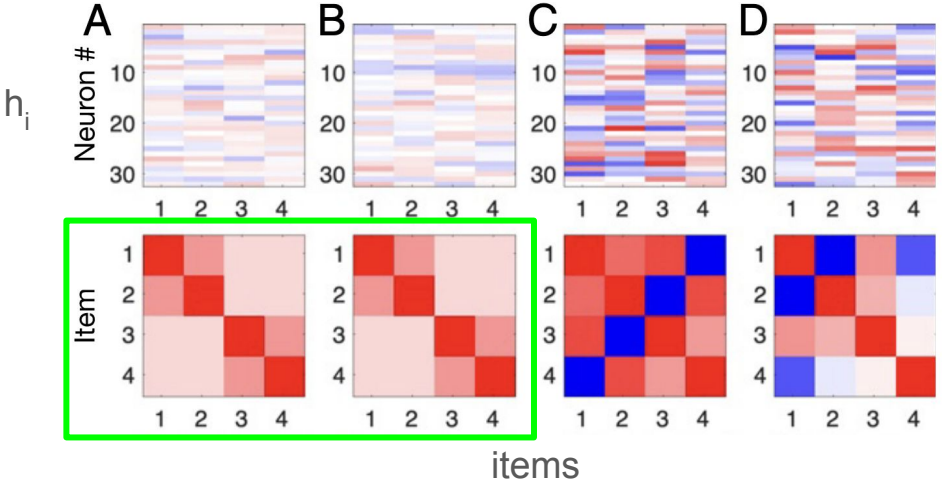 A B C D
h_i
Neuron #
10 10 10 10
20 20 20 20
30 30 30 30
1 2 3 4 1 2 3 4 1 2 3 4 1 2 3 4
Item
1 1 1 1
2 2 2 2
3 3 3 3
4 4 4 4
1 2 3 4 1 2 3 4 1 2 3 4 1 2 3 4
items